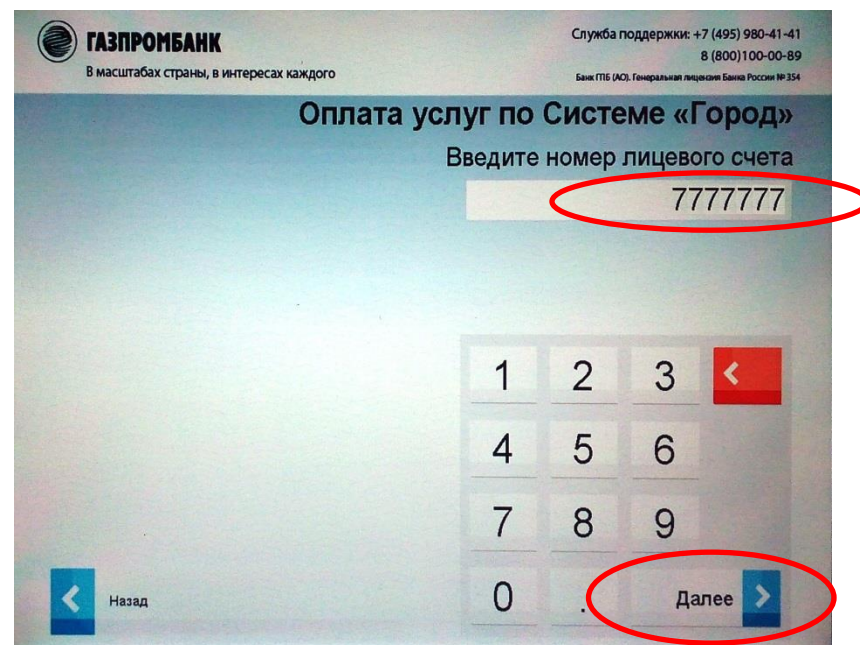 ГАЗПРОМБАНК
В масштабах страны, в интересах каждого
Служба поддержки: +7 (495) 980-41-41
8 (800)100-00-89
Банк ГПБ (АО). Генеральная лицензия Банка России № 354
Оплата услуг по Системе «Город»
Введите номер лицевого счета
7777777
1 2 3
4 5 6
7 8 9
Назад
0 . Далее